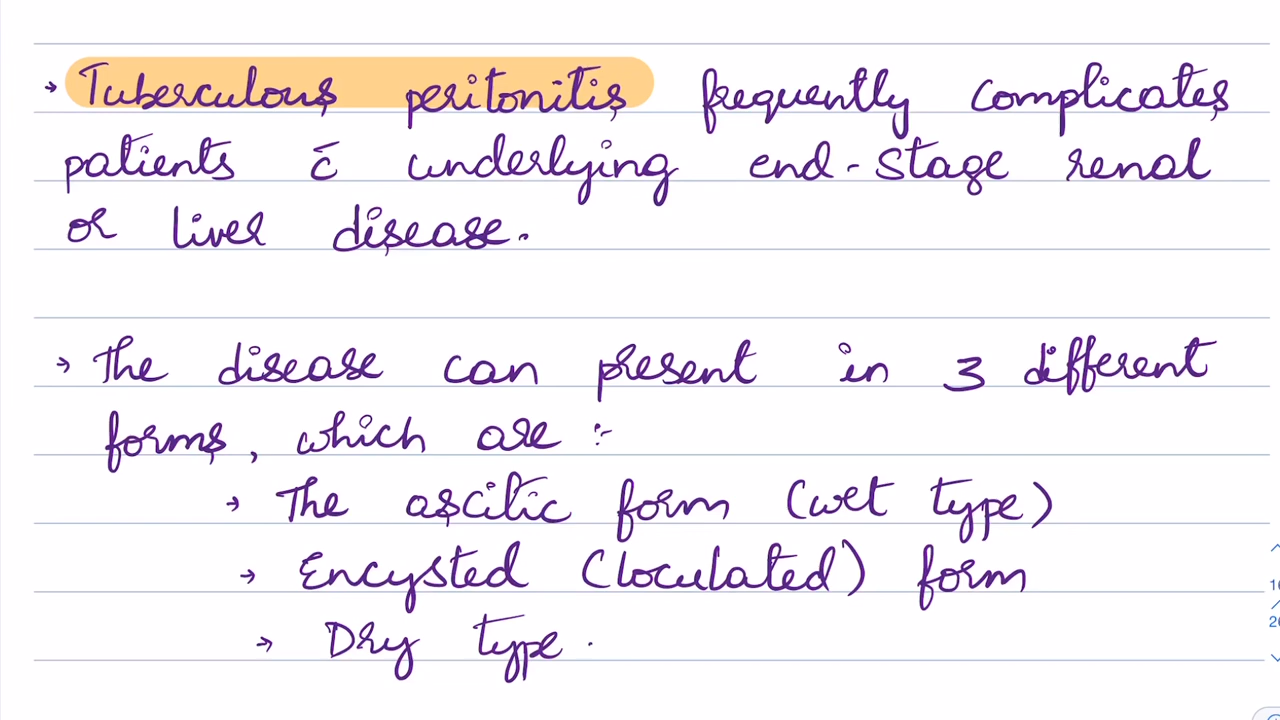 → Tuberculous peritonitis frequently complicates
patients c̄ underlying end-stage renal
or liver disease.
→ The disease can present in 3 different
forms, which are :-
→ The ascitic form (wet type)
→ Encysted (loculated) form
→ Dry type.